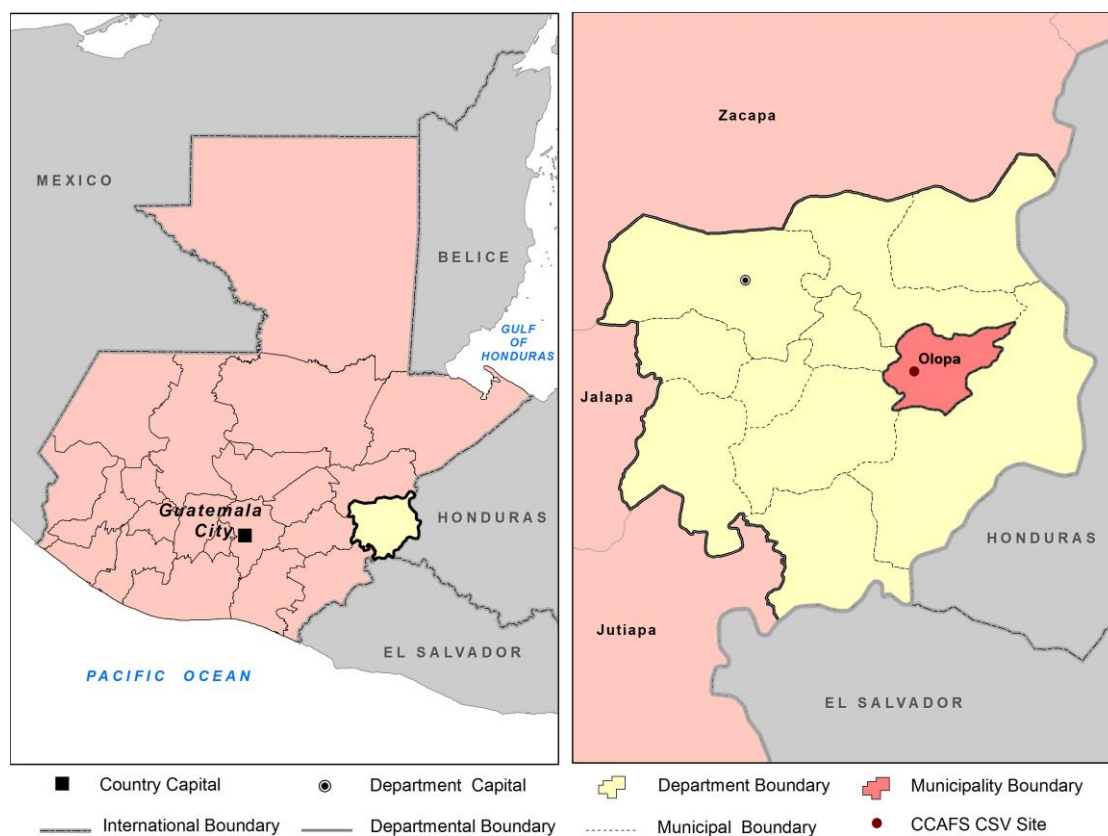 MEXICO
BELICE
GULF
OF
HONDURAS
Guatemala
City
HONDURAS
EL SALVADOR
PACIFIC OCEAN
Zacapa
Olopa
Jalapa
HONDURAS
Jutiapa
EL SALVADOR
Country Capital
Department Capital
Department Boundary
Municipality Boundary
International Boundary
Departmental Boundary
Municipal Boundary
CCAFS CSV Site